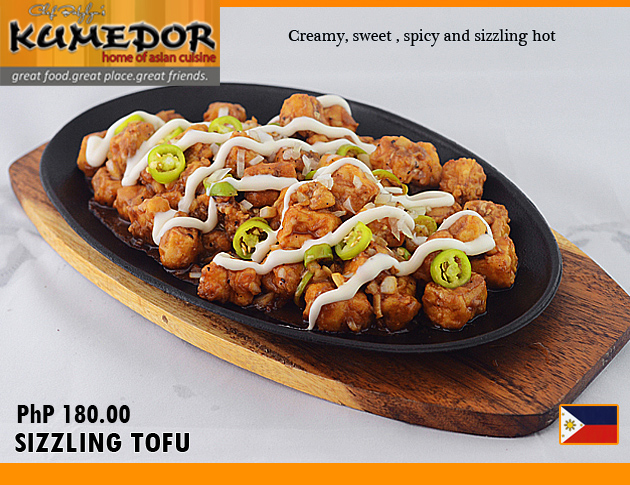 KUMEDOR
home of asian cuisine
great food.great place.great friends.
Creamy, sweet , spicy and sizzling hot
PhP 180.00
SIZZLING TOFU